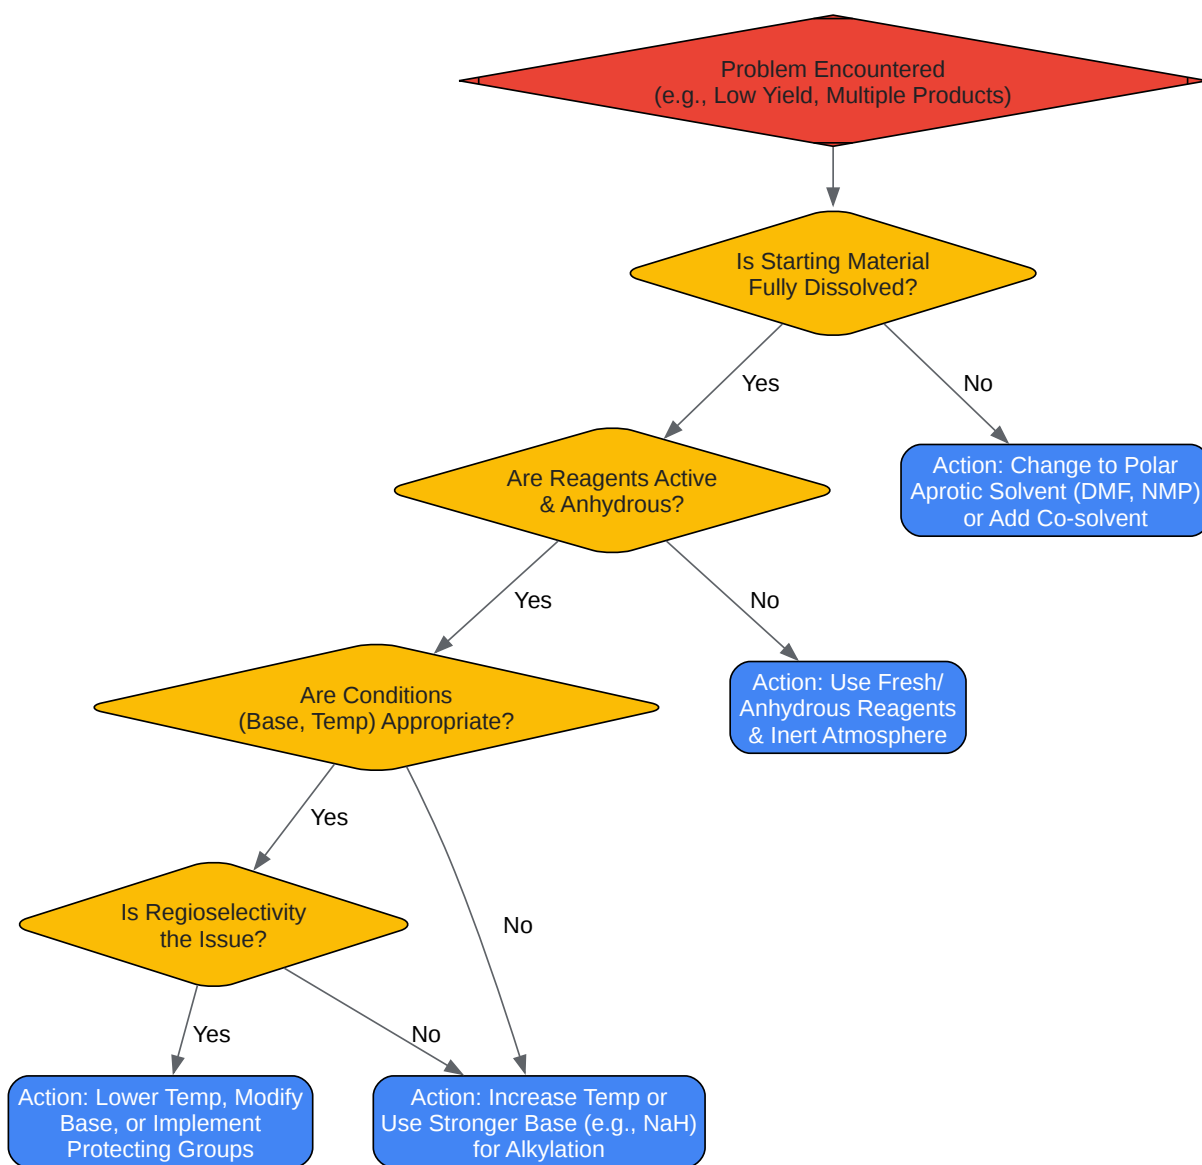 Problem Encountered
(e.g., Low Yield, Multiple Products)
Is Starting Material
Fully Dissolved?
Yes
No
Are Reagents Active
& Anhydrous?
Action: Change to Polar
Aprotic Solvent (DMF, NMP)
or Add Co-solvent
Yes
No
Are Conditions
(Base, Temp) Appropriate?
Action: Use Fresh/
Anhydrous Reagents
& Inert Atmosphere
Yes
No
Is Regioselectivity
the Issue?
Yes
No
Action: Lower Temp, Modify
Base, or Implement
Protecting Groups
Action: Increase Temp or
Use Stronger Base (e.g., NaH)
for Alkylation